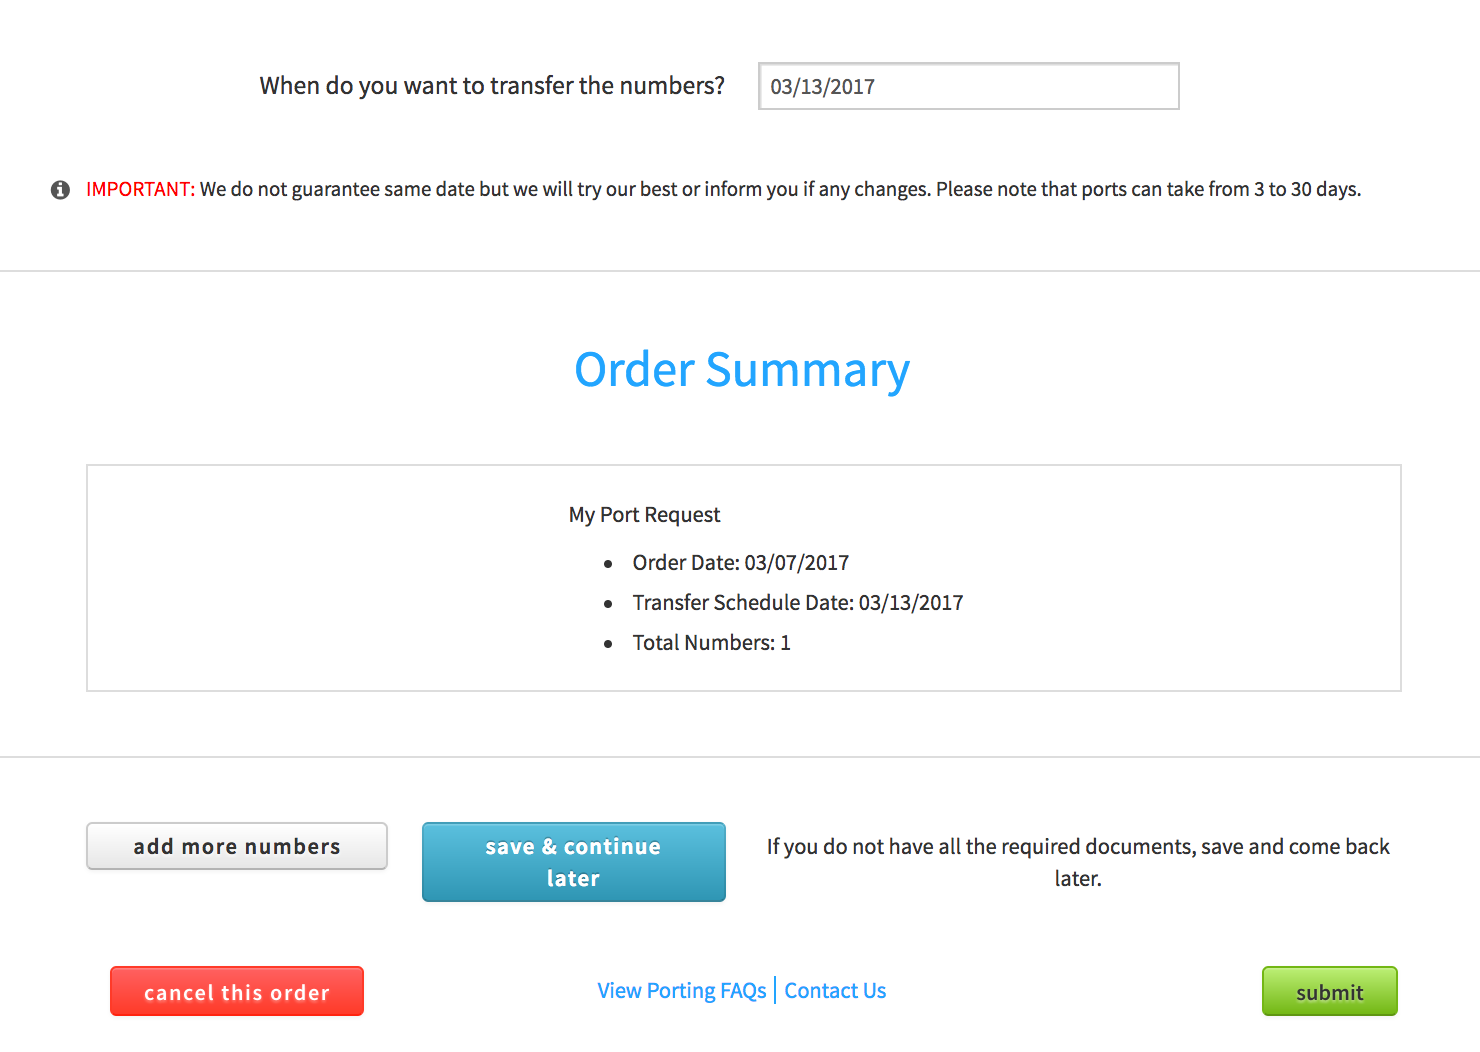 When do you want to transfer the numbers?
03/13/2017
IMPORTANT: We do not guarantee same date but we will try our best or inform you if any changes. Please note that ports can take from 3 to 30 days.
Order Summary
My Port Request
Order Date: 03/07/2017
Transfer Schedule Date: 03/13/2017
Total Numbers: 1
add more numbers
save & continue
later
If you do not have all the required documents, save and come back
later.
cancel this order
View Porting FAQs | Contact Us
submit